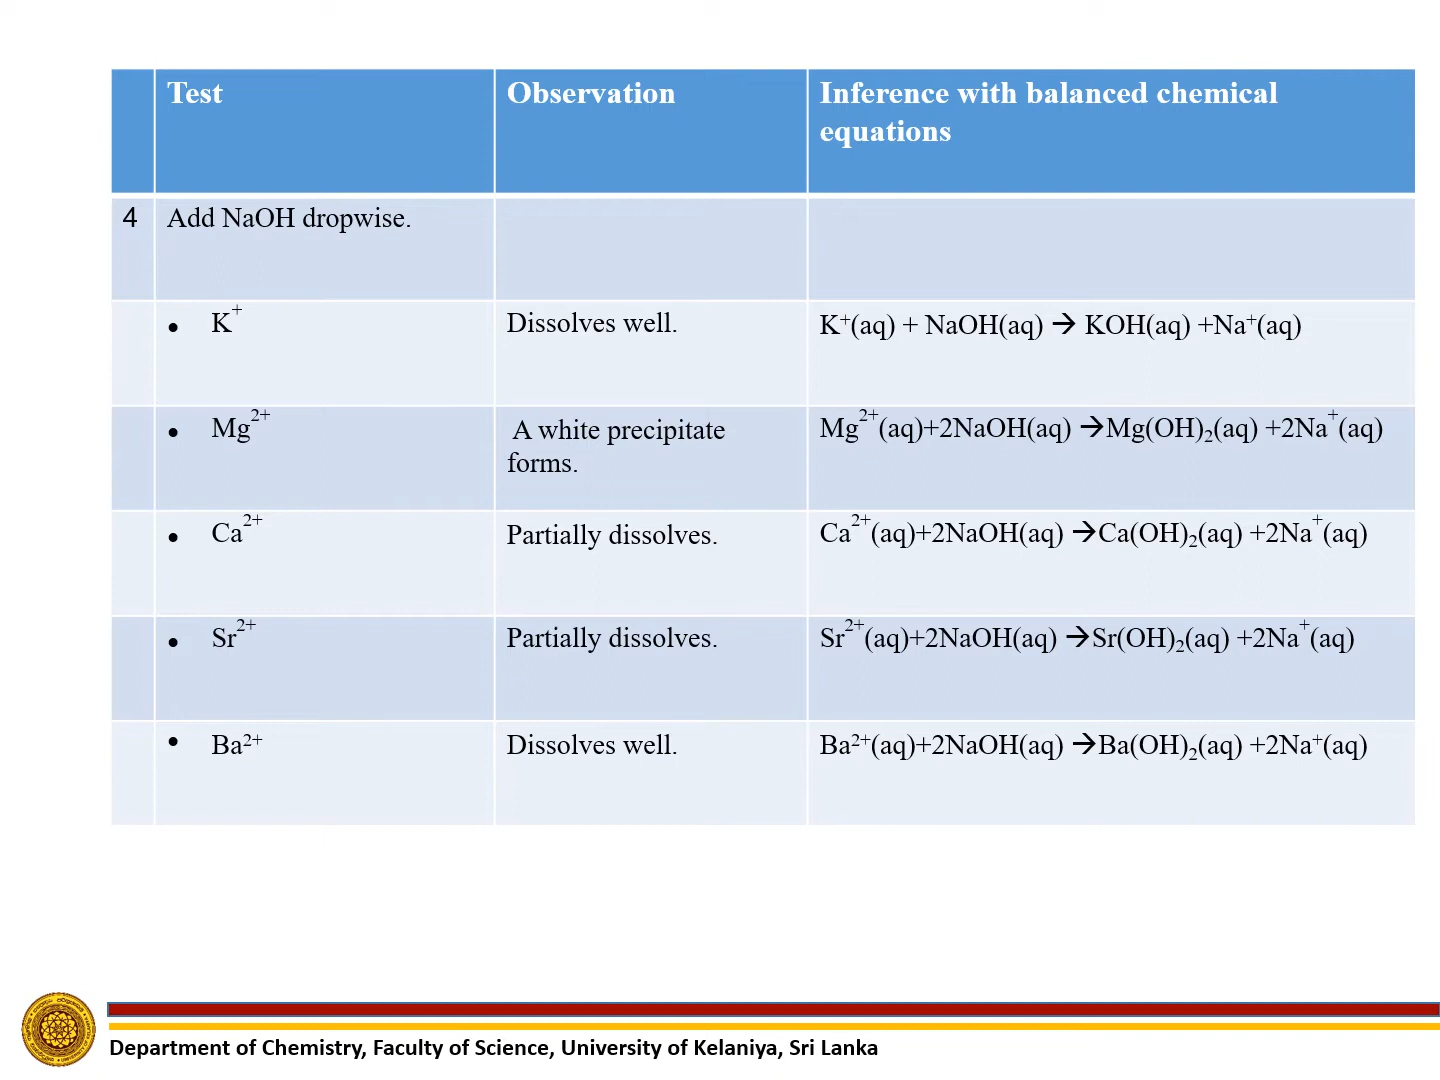 Test
Observation
Inference with balanced chemical
equations
4
Add NaOH dropwise.
• K⁺
Dissolves well.
K⁺(aq) + NaOH(aq) → KOH(aq) +Na⁺(aq)
• Mg²⁺
A white precipitate
forms.
Mg²⁺(aq)+2NaOH(aq) →Mg(OH)₂(aq) +2Na⁺(aq)
• Ca²⁺
Partially dissolves.
Ca²⁺(aq)+2NaOH(aq) →Ca(OH)₂(aq) +2Na⁺(aq)
• Sr²⁺
Partially dissolves.
Sr²⁺(aq)+2NaOH(aq) →Sr(OH)₂(aq) +2Na⁺(aq)
• Ba²⁺
Dissolves well.
Ba²⁺(aq)+2NaOH(aq) →Ba(OH)₂(aq) +2Na⁺(aq)
Department of Chemistry, Faculty of Science, University of Kelaniya, Sri Lanka